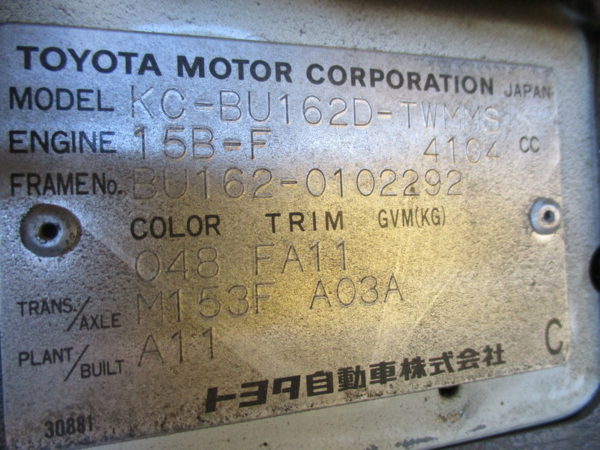 TOYOTA MOTOR CORPORATION JAPAN
MODEL KC-BU162D-TWMMS
ENGINE 15B-F 4104 CC
FRAME No. BU162-0102292
COLOR TRIM GVM(KG)
048 FA11
TRANS./AXLE M153F A03A
PLANT/BUILT A11
トヨタ自動車株式会社 C
30881